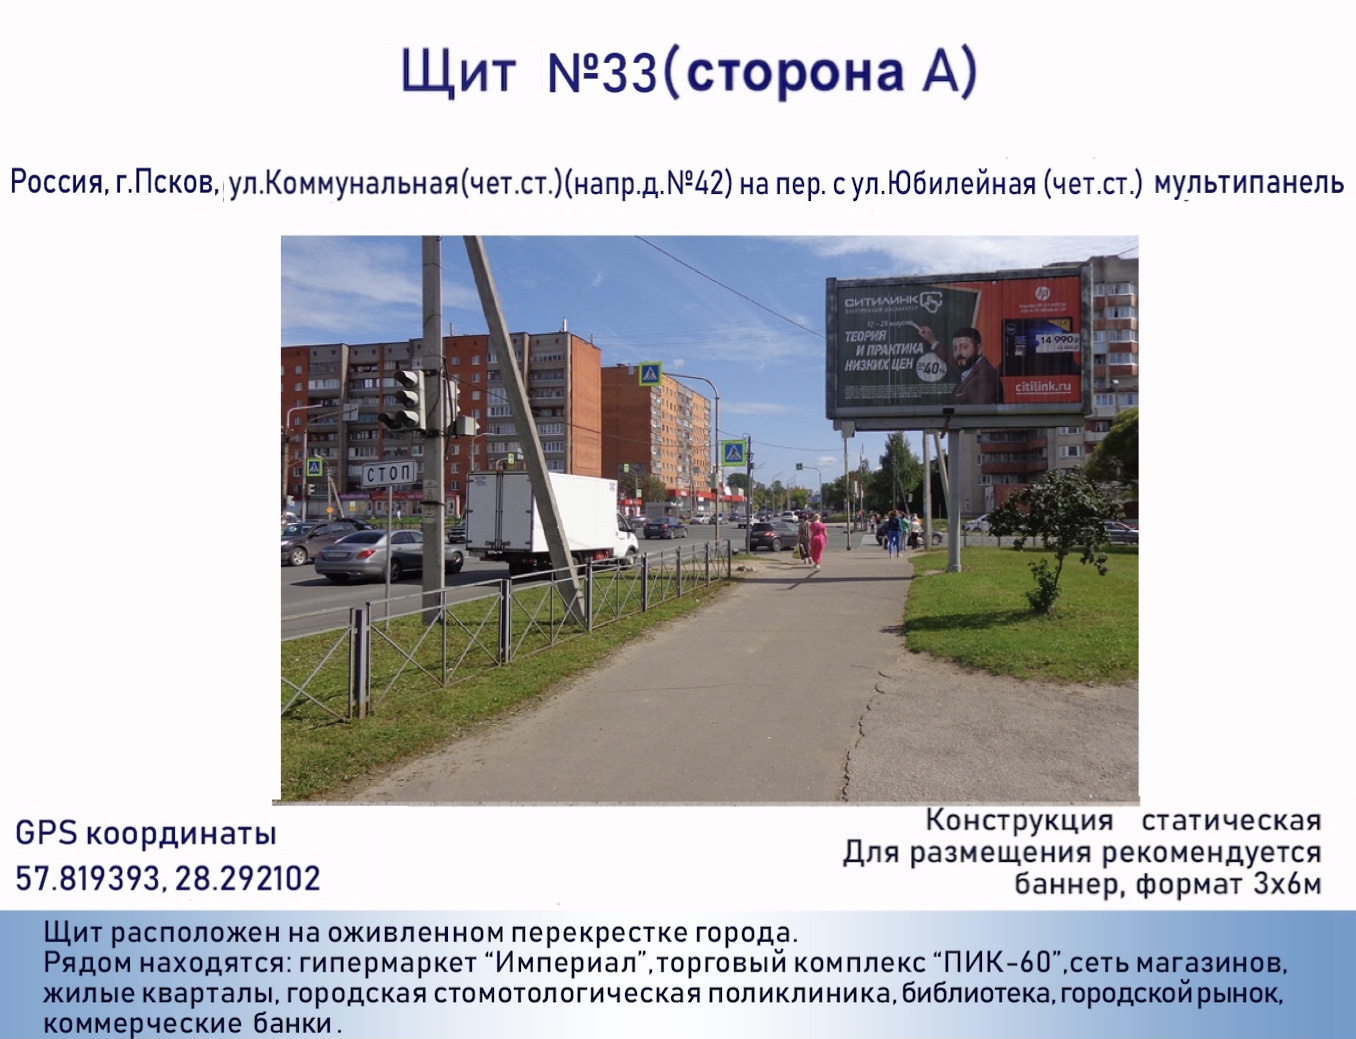 Щит №33(сторона А)
Россия, г.Псков, ул.Коммунальная(чет.ст.)(напр.д.№42) на пер. с ул.Юбилейная (чет.ст.) мультипанель
СИТИЛИНК
ЭЛЕКТРОННЫЙ ДИСКАУНТЕР
ТЕОРИЯ
И ПРАКТИКА
НИЗКИХ ЦЕН
40%
hp
14 990
citilink.ru
СТОП
GPS координаты
57.819393, 28.292102
Конструкция статическая
Для размещения рекомендуется
баннер, формат 3х6м
Щит расположен на оживленном перекрестке города.
Рядом находятся: гипермаркет “Империал”,торговый комплекс “ПИК-60”,сеть магазинов,
жилые кварталы, городская стомотологическая поликлиника, библиотека, городской рынок,
коммерческие банки.